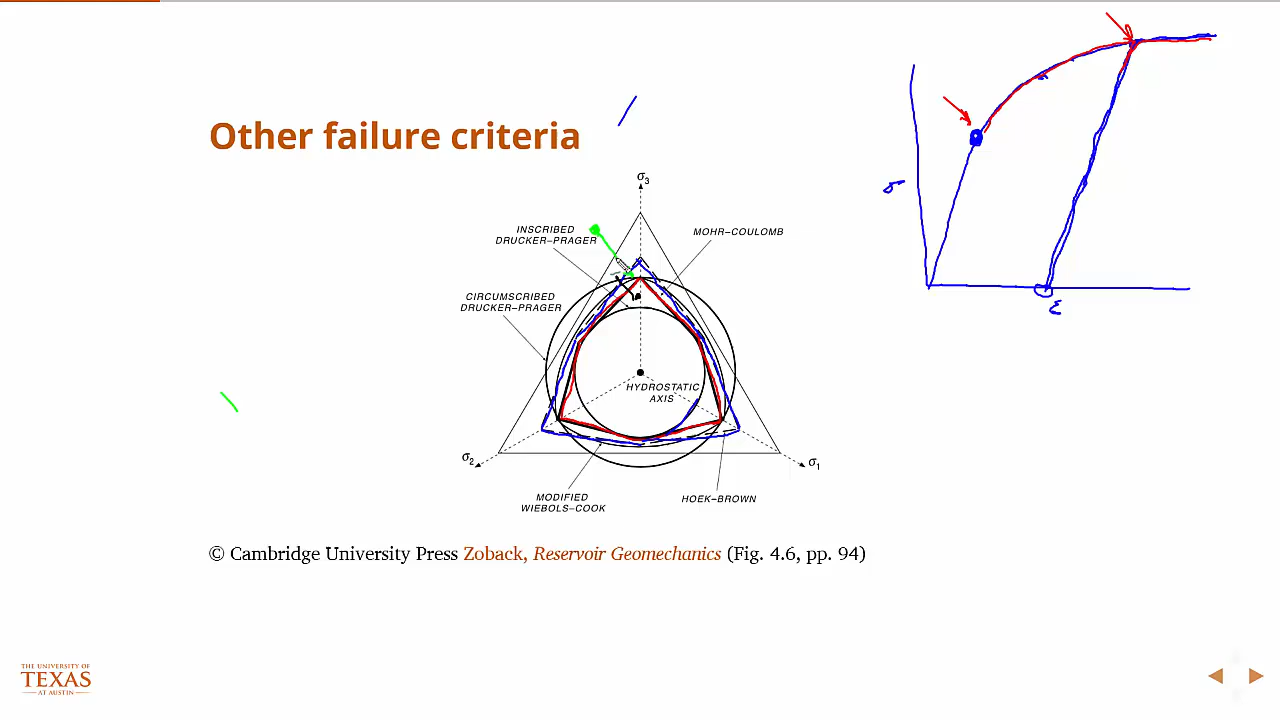 Other failure criteria
σ3
INSCRIBED
DRUCKER–PRAGER
MOHR–COULOMB
CIRCUMSCRIBED
DRUCKER–PRAGER
HYDROSTATIC
AXIS
σ2
σ1
MODIFIED
WIEBOLS–COOK
HOEK–BROWN
σ
ε
© Cambridge University Press Zoback, Reservoir Geomechanics (Fig. 4.6, pp. 94)
THE UNIVERSITY OF
TEXAS
AT AUSTIN